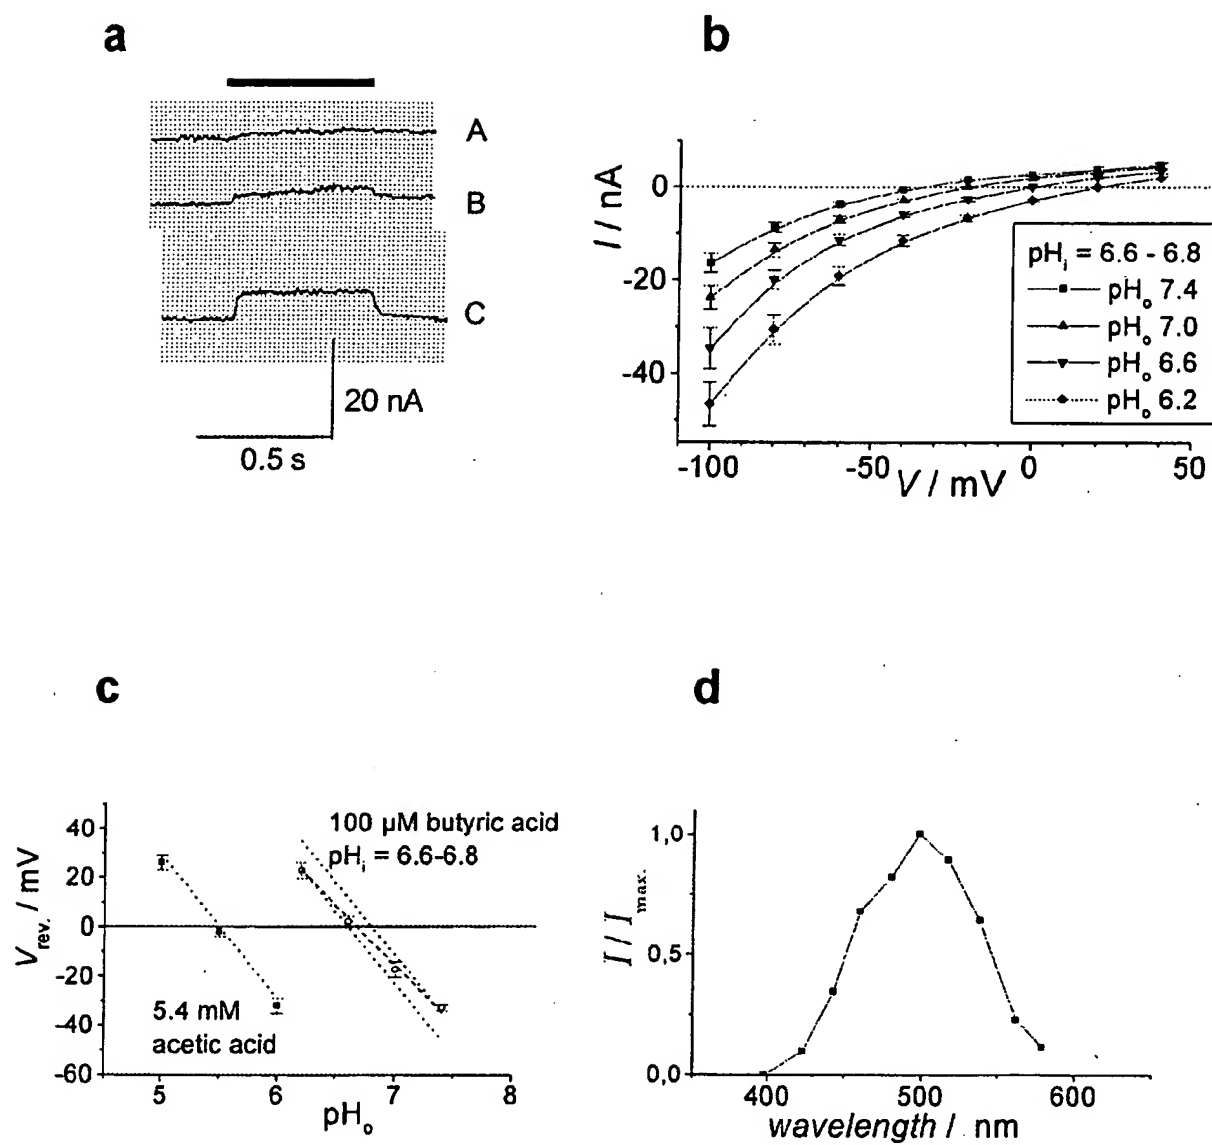 a
A
B
C
20 nA
0.5 s
b
I / nA
0
-20
-40
-100
-50
0
50
V / mV
pHi = 6.6 - 6.8
pHo 7.4
pHo 7.0
pHo 6.6
pHo 6.2
c
Vrev. / mV
40
20
0
-20
-40
-60
100 µM butyric acid
pHi = 6.6-6.8
5.4 mM
acetic acid
5
6
7
8
pHo
d
I / Imax.
1,0
0,5
0,0
400
500
600
wavelength / nm